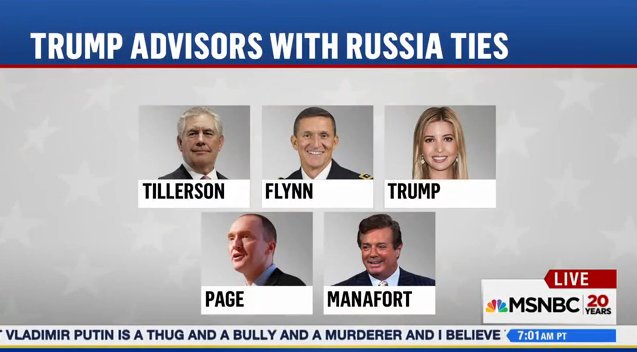 TRUMP ADVISORS WITH RUSSIA TIES
TILLERSON
FLYNN
TRUMP
PAGE
MANAFORT
LIVE
MSNBC 20 YEARS
VLADIMIR PUTIN IS A THUG AND A BULLY AND A MURDERER AND I BELIEVE
7:01AM PT